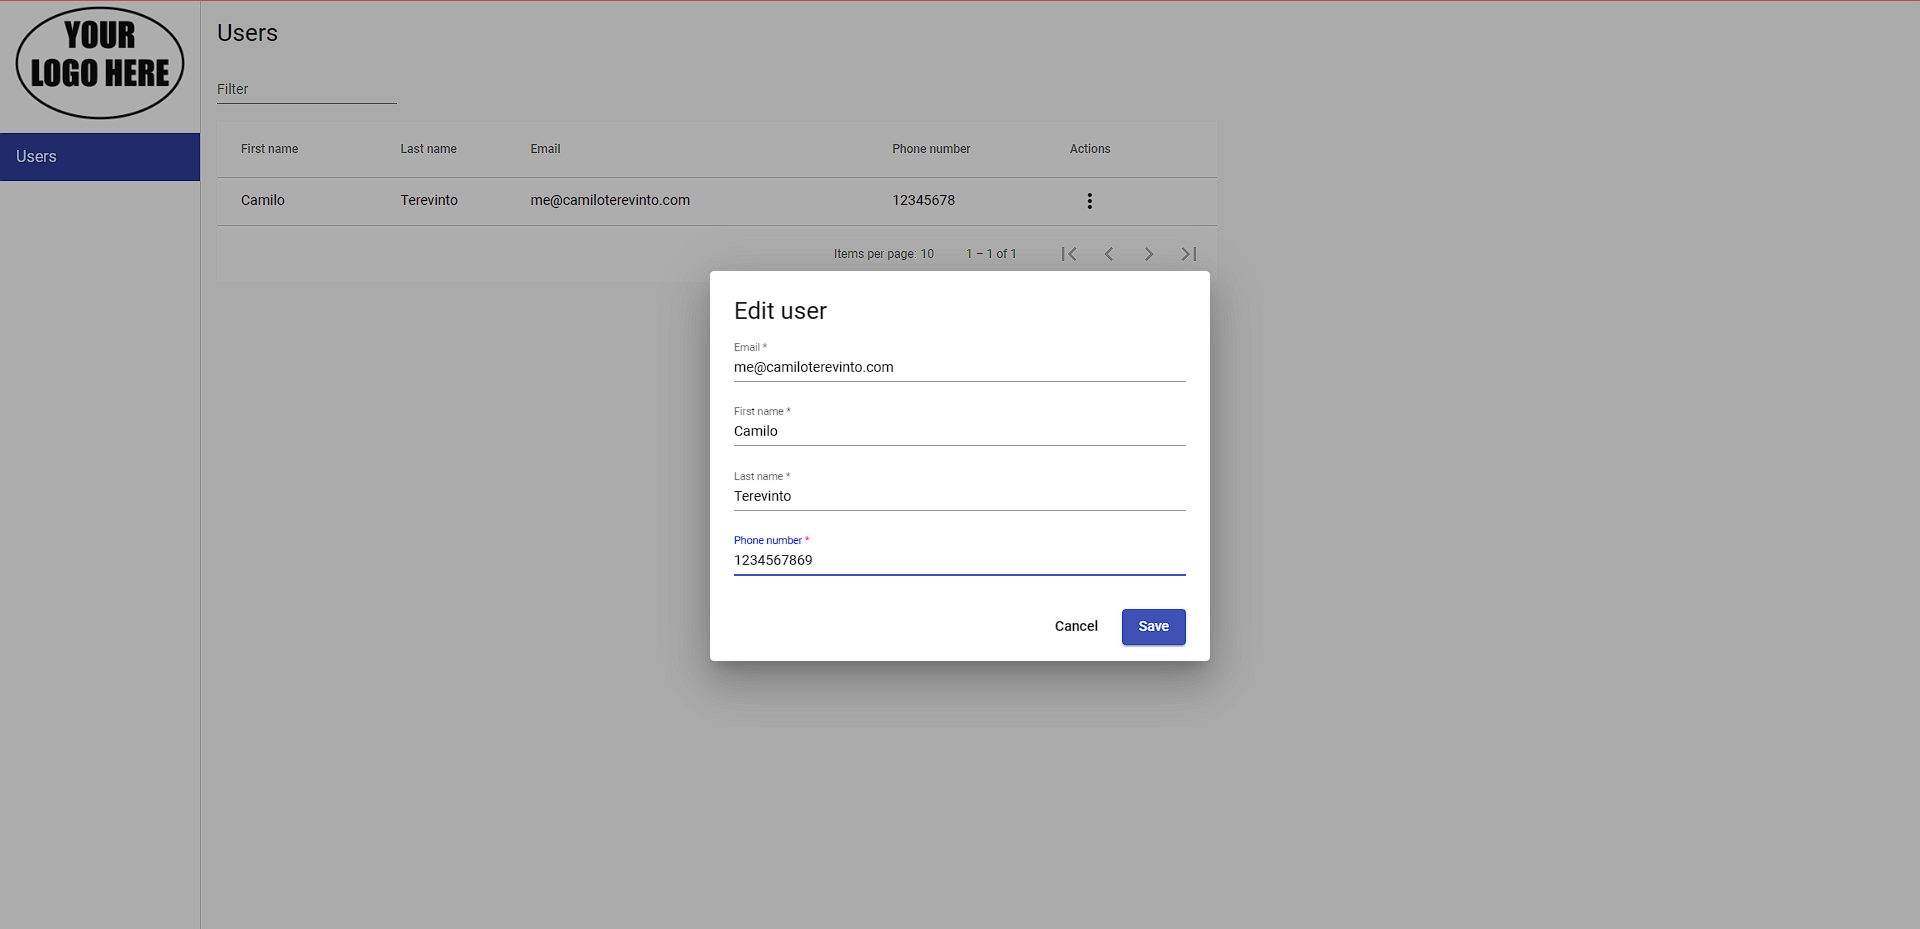 YOUR
LOGO HERE
Users
Users
Filter
First name Last name Email Phone number Actions
Camilo Terevinto me@camiloterevinto.com 12345678
Items per page: 10 1 – 1 of 1
Edit user
Email *
me@camiloterevinto.com
First name *
Camilo
Last name *
Terevinto
Phone number *
1234567869
Cancel Save